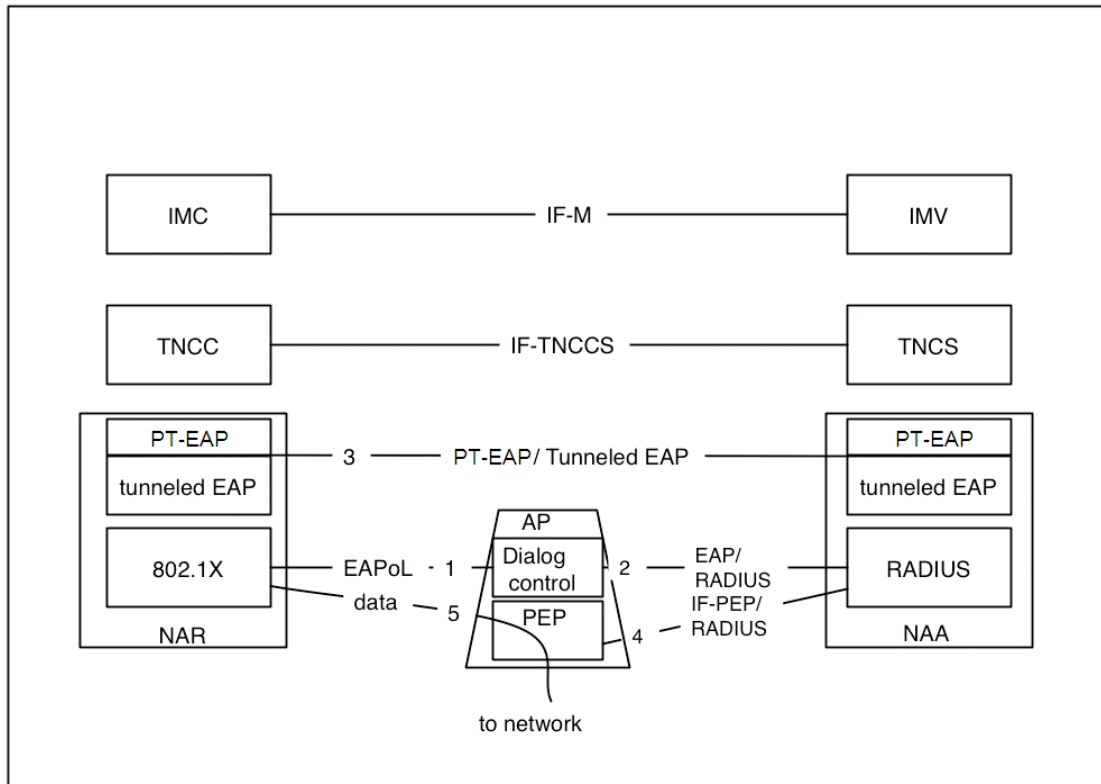 IMC
IF-M
IMV
TNCC
IF-TNCCS
TNCS
PT-EAP
PT-EAP
3
PT-EAP/ Tunneled EAP
tunneled EAP
tunneled EAP
AP
802.1X
EAPoL - 1
Dialog
control
2
EAP/
RADIUS
RADIUS
data
5
PEP
4
IF-PEP/
RADIUS
NAR
NAA
to network